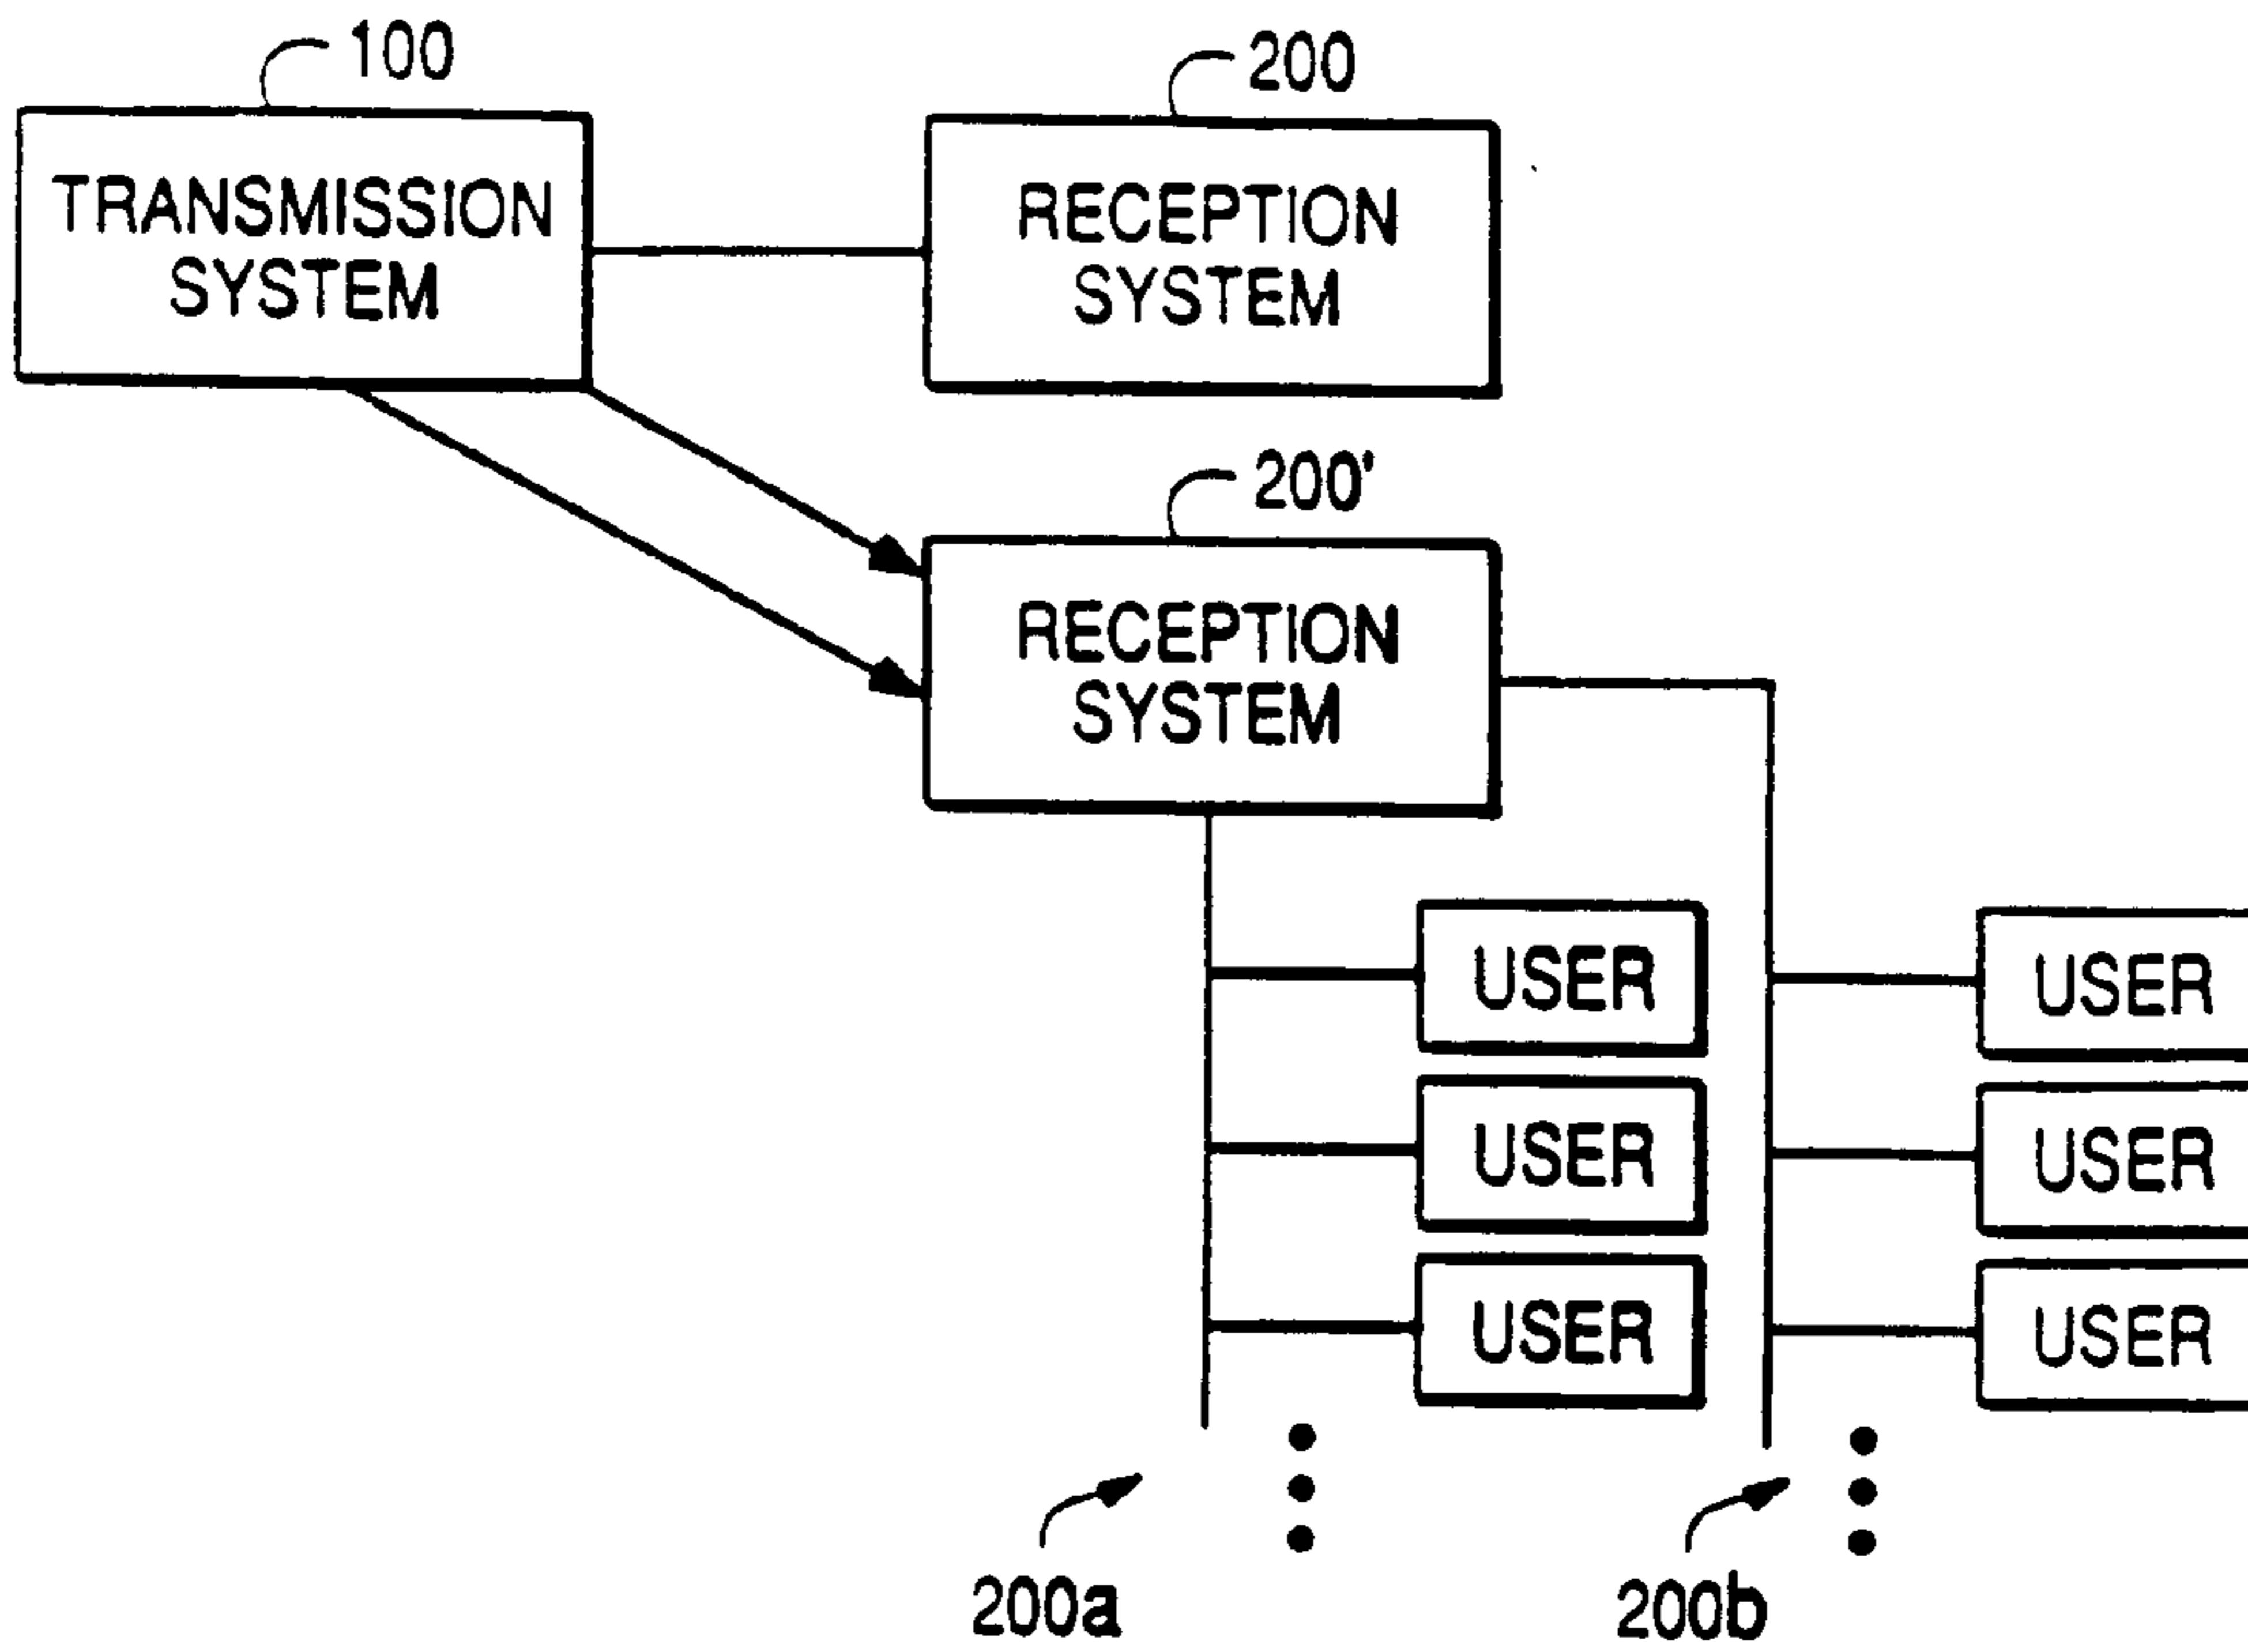 100
200
TRANSMISSION
SYSTEM
RECEPTION
SYSTEM
200'
RECEPTION
SYSTEM
USER
USER
USER
USER
USER
USER
200a
200b